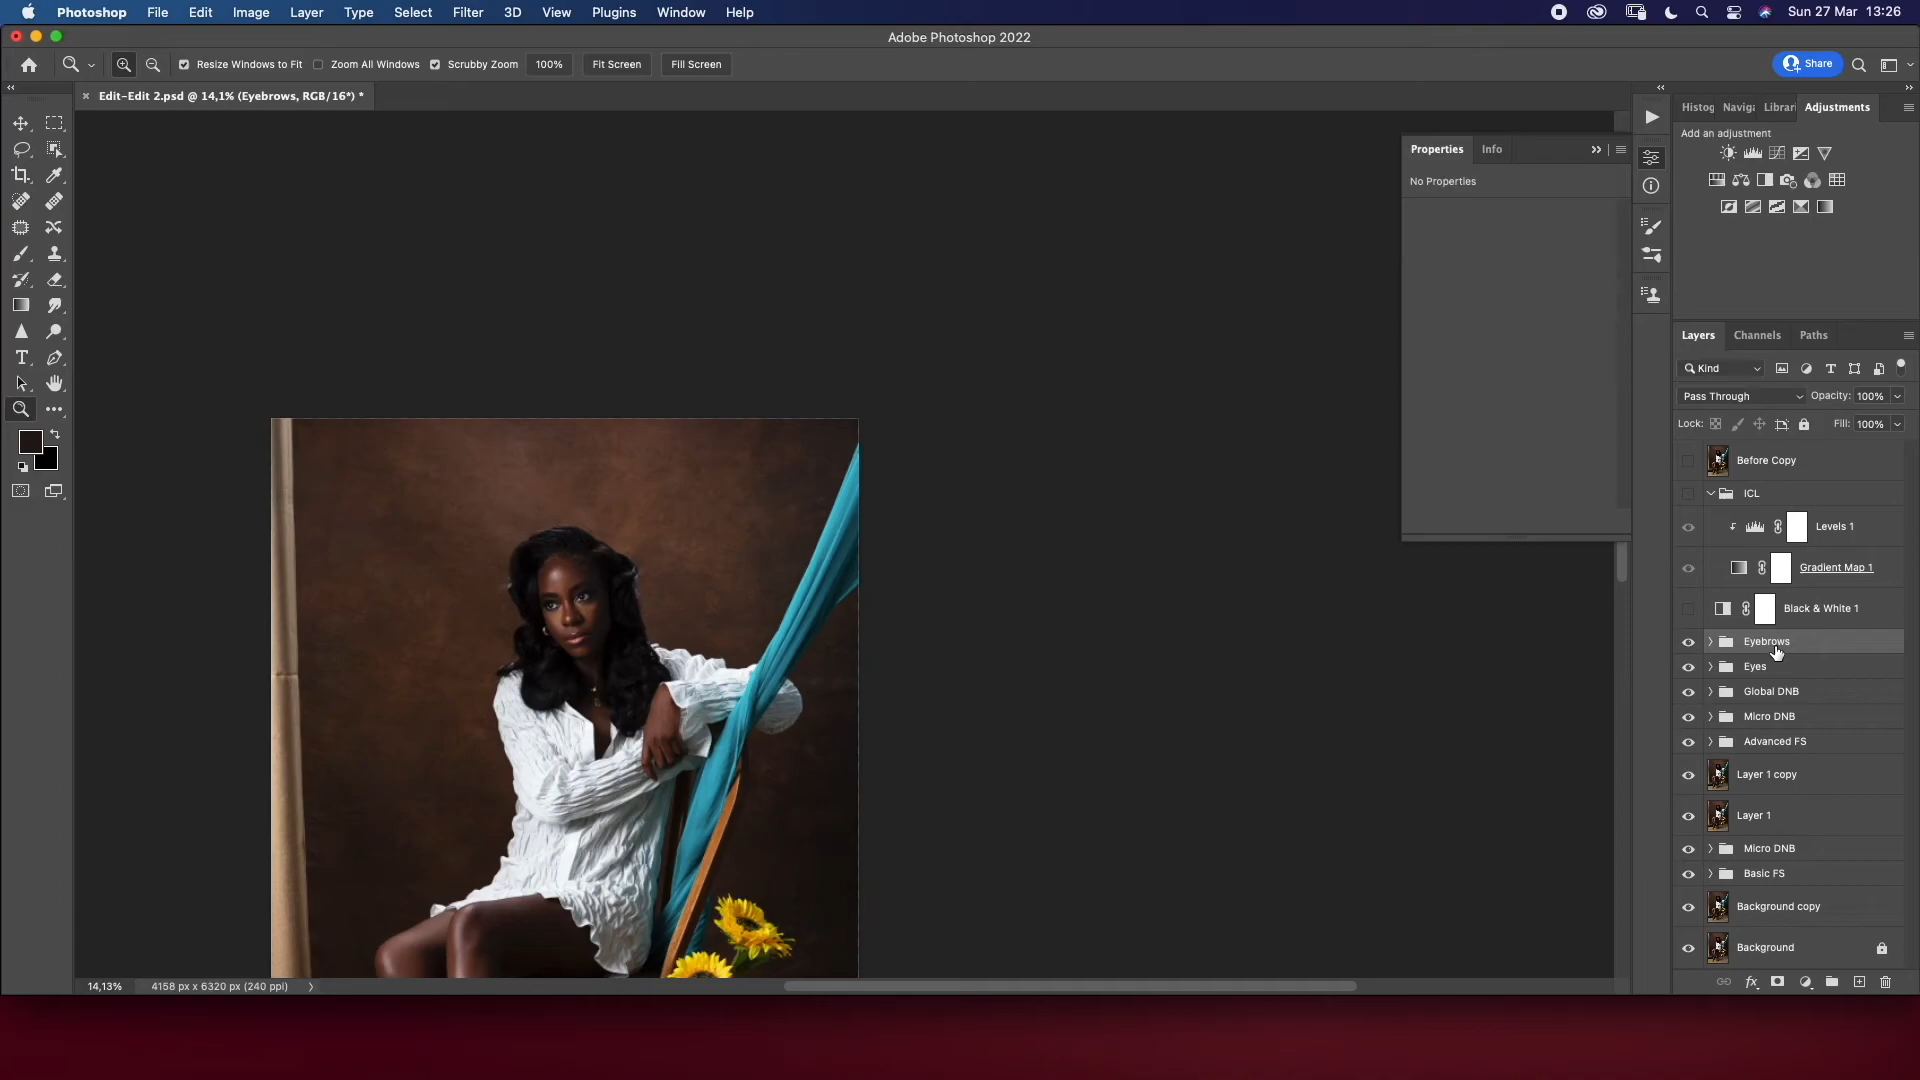 Photoshop File Edit Image Layer Type Select Filter 3D View Plugins Window Help Sun 27 Mar 13:26
Adobe Photoshop 2022
Resize Windows to Fit Zoom All Windows Scrubby Zoom 100% Fit Screen Fill Screen Share
Edit-Edit 2.psd @ 14,1% (Eyebrows, RGB/16*) *
Histog Naviga Librari Adjustments
Add an adjustment
Properties Info
No Properties
Layers Channels Paths
Kind
Pass Through Opacity: 100%
Lock: Fill: 100%
Before Copy
ICL
Levels 1
Gradient Map 1
Black & White 1
Eyebrows
Eyes
Global DNB
Micro DNB
Advanced FS
Layer 1 copy
Layer 1
Micro DNB
Basic FS
Background copy
Background
14,13% 4158 px x 6320 px (240 ppi)
fx